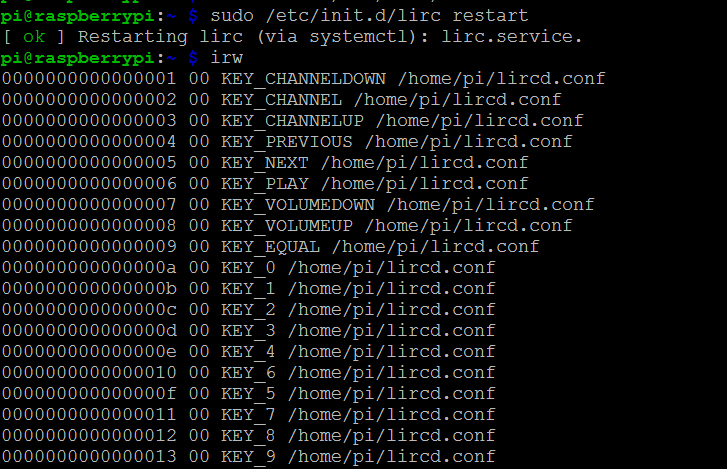 pi@raspberrypi:~ $ sudo /etc/init.d/lirc restart
[ ok ] Restarting lirc (via systemctl): lirc.service.
pi@raspberrypi:~ $ irw
0000000000000001 00 KEY_CHANNELDOWN /home/pi/lircd.conf
0000000000000002 00 KEY_CHANNEL /home/pi/lircd.conf
0000000000000003 00 KEY_CHANNELUP /home/pi/lircd.conf
0000000000000004 00 KEY_PREVIOUS /home/pi/lircd.conf
0000000000000005 00 KEY_NEXT /home/pi/lircd.conf
0000000000000006 00 KEY_PLAY /home/pi/lircd.conf
0000000000000007 00 KEY_VOLUMEDOWN /home/pi/lircd.conf
0000000000000008 00 KEY_VOLUMEUP /home/pi/lircd.conf
0000000000000009 00 KEY_EQUAL /home/pi/lircd.conf
000000000000000a 00 KEY_0 /home/pi/lircd.conf
000000000000000b 00 KEY_1 /home/pi/lircd.conf
000000000000000c 00 KEY_2 /home/pi/lircd.conf
000000000000000d 00 KEY_3 /home/pi/lircd.conf
000000000000000e 00 KEY_4 /home/pi/lircd.conf
0000000000000010 00 KEY_6 /home/pi/lircd.conf
000000000000000f 00 KEY_5 /home/pi/lircd.conf
0000000000000011 00 KEY_7 /home/pi/lircd.conf
0000000000000012 00 KEY_8 /home/pi/lircd.conf
0000000000000013 00 KEY_9 /home/pi/lircd.conf